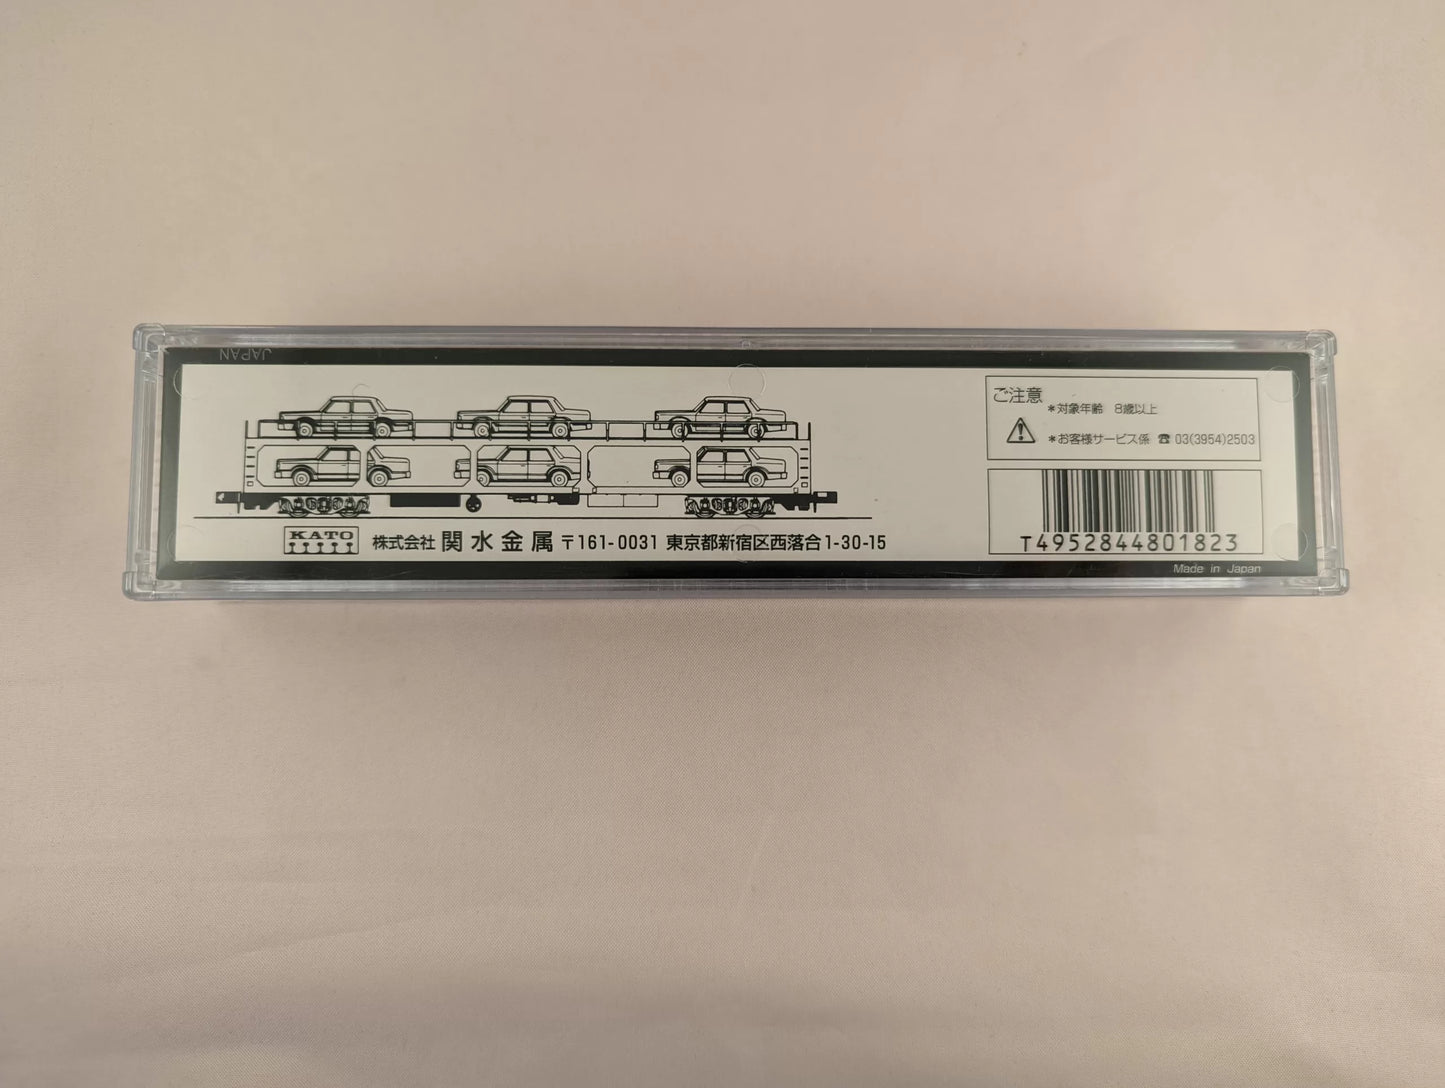 JAPAN
ご注意
*対象年齢 8歳以上
*お客様サービス係 ☎ 03(3954)2503
T4952844801823
KATO
株式会社 関水金属 〒161-0031 東京都新宿区西落合1-30-15
Made in Japan